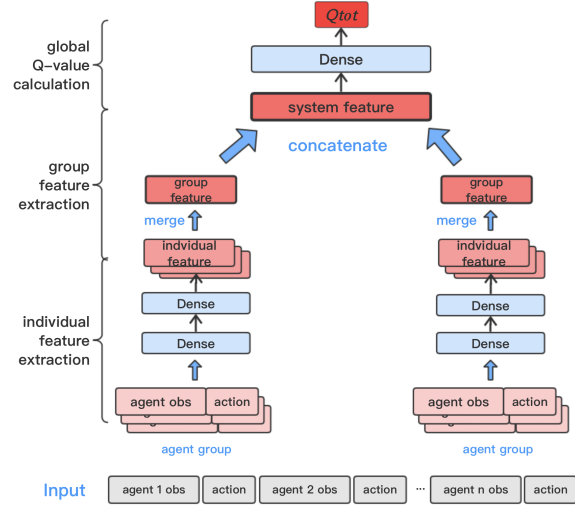 Qtot
global
Q-value
calculation
Dense
system feature
concatenate
group
feature
extraction
group
feature
group
feature
merge
merge
indvidual
feature
indvidual
feature
Dense
Dense
individual
feature
extraction
Dense
Dense
agent obs action
agent obs action
agent group
agent group
Input agent 1 obs action agent 2 obs action ... agent n obs action